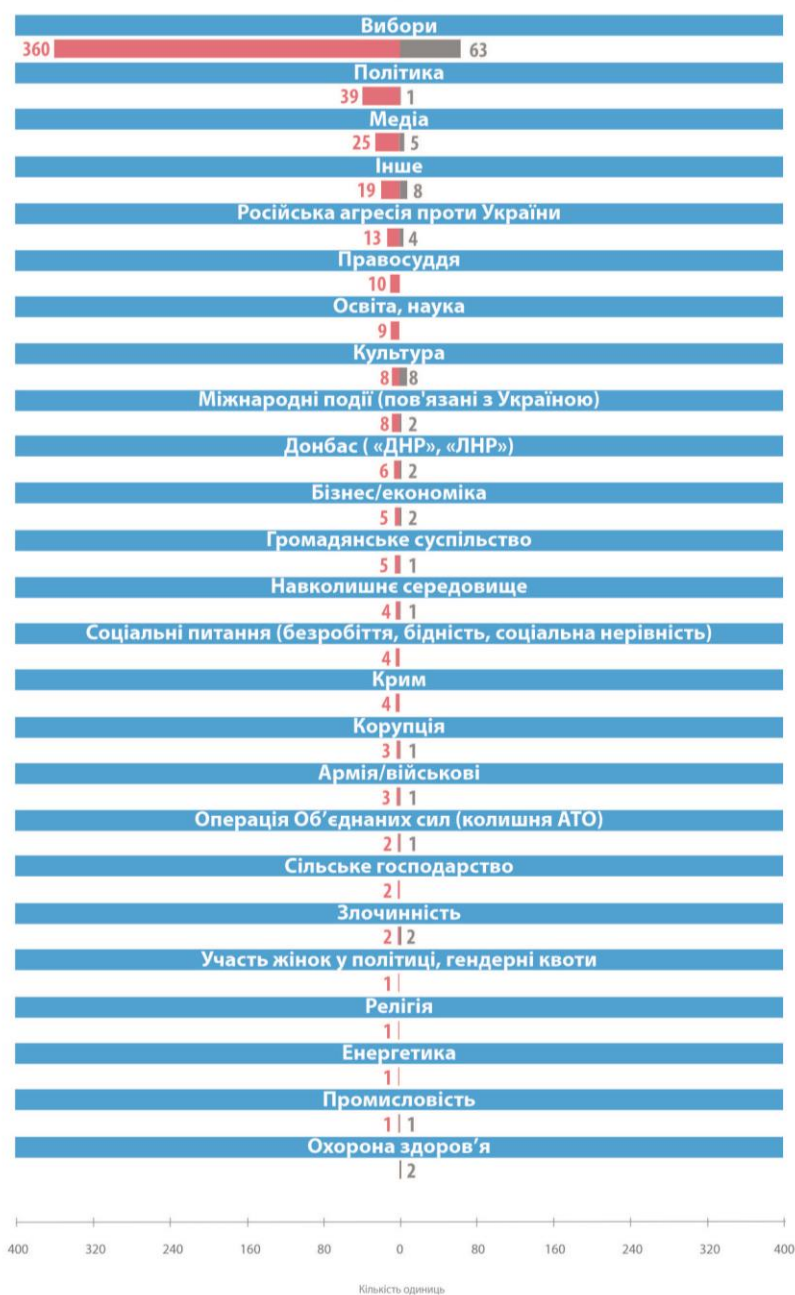 Вибори
360 63
Політика
39 1
Медіа
25 5
Інше
19 8
Російська агресія проти України
13 4
Правосуддя
10
Освіта, наука
9
Культура
8 8
Міжнародні події (пов'язані з Україною)
8 2
Донбас ( «ДНР», «ЛНР»)
6 2
Бізнес/економіка
5 2
Громадянське суспільство
5 1
Навколишнє середовище
4 1
Соціальні питання (безробіття, бідність, соціальна нерівність)
4
Крим
4
Корупція
3 1
Армія/військові
3 1
Операція Об’єднаних сил (колишня АТО)
2 1
Сільське господарство
2
Злочинність
2 2
Участь жінок у політиці, гендерні квоти
1
Релігія
1
Енергетика
1
Промисловість
1 1
Охорона здоров’я
2
400 320 240 160 80 0 80 160 240 320 400
Кількість одиниць